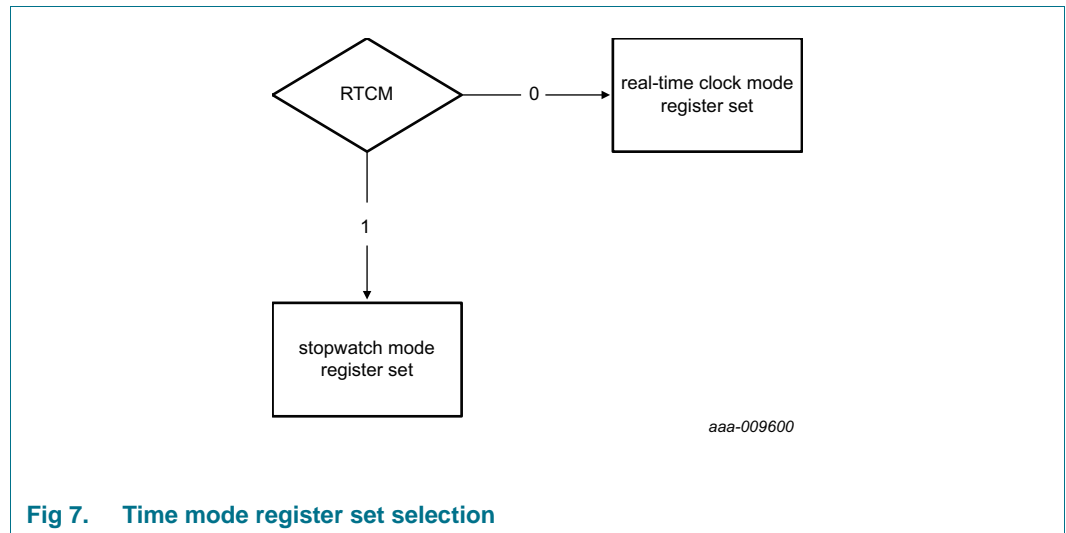 RTCM
0
real-time clock mode
register set
1
stopwatch mode
register set
aaa-009600
Fig 7. Time mode register set selection